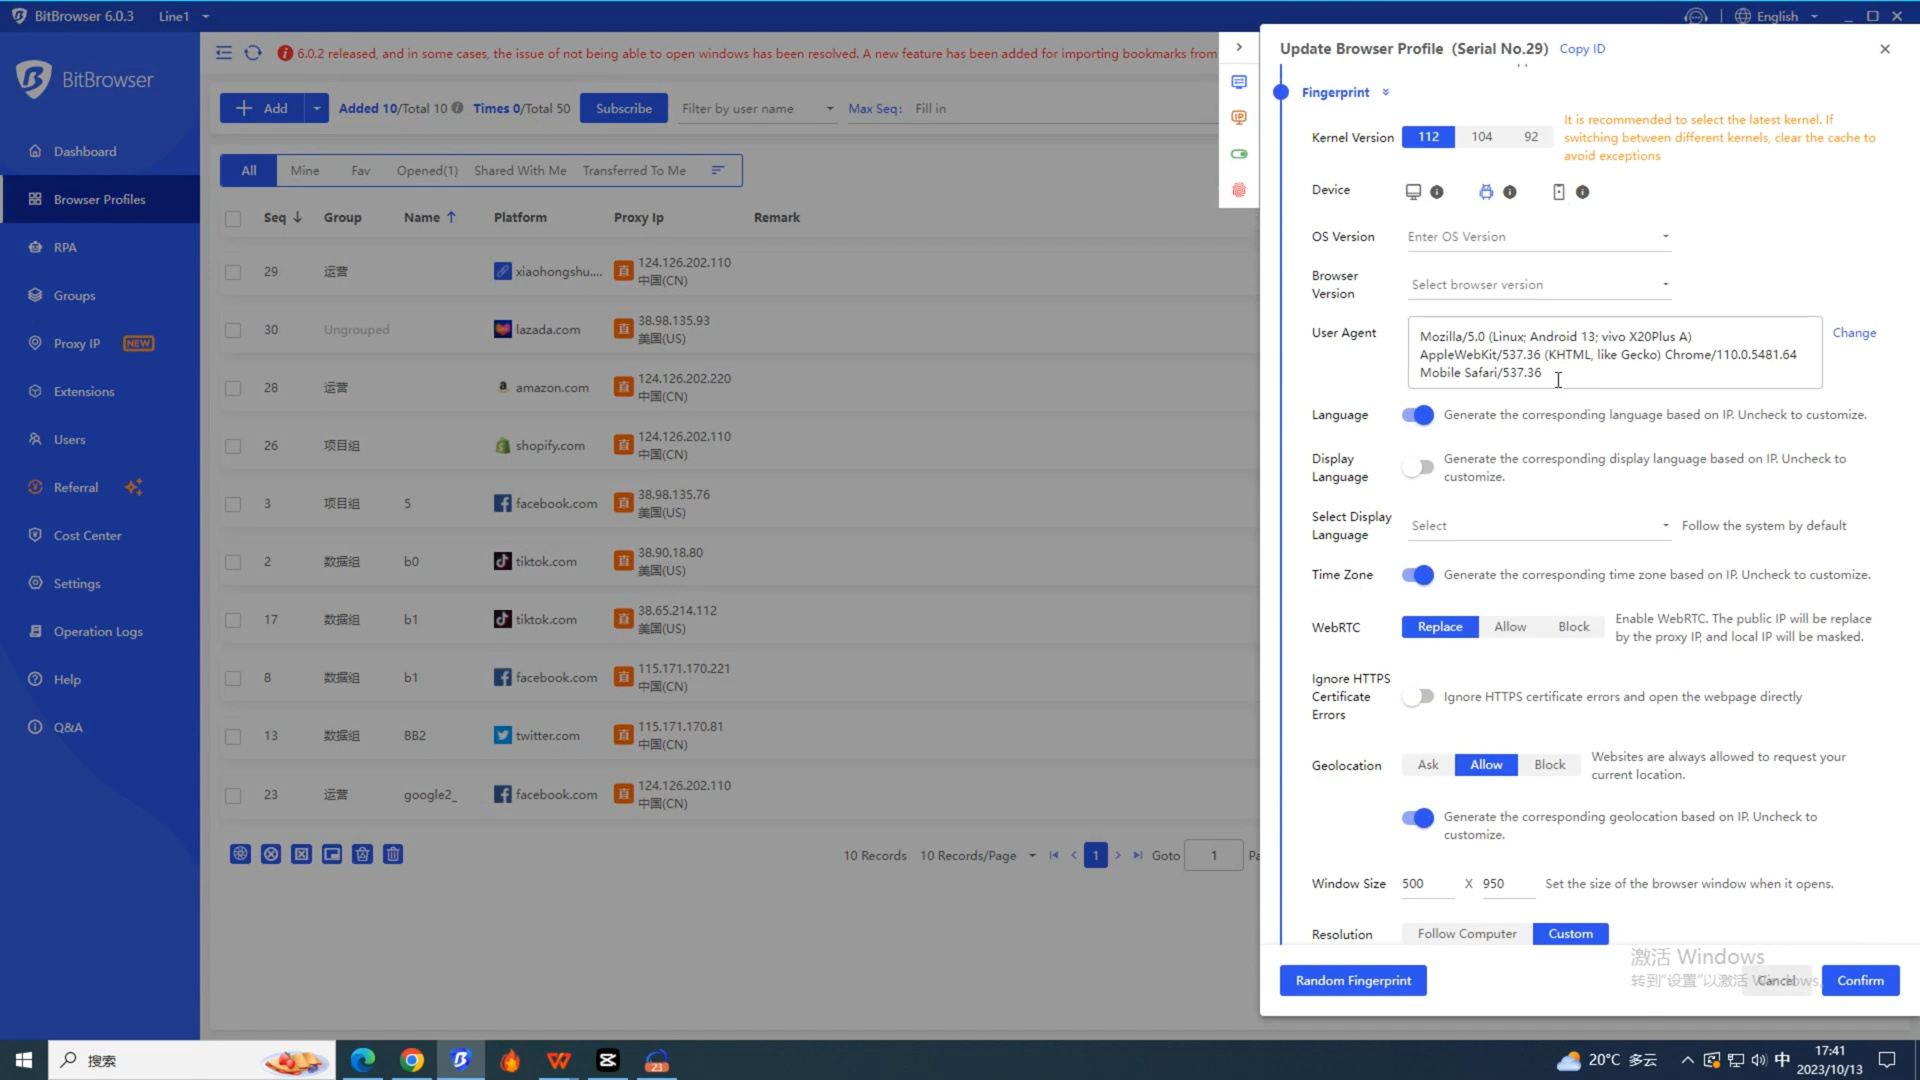 BitBrowser 6.0.3
Line1
English
BitBrowser
Dashboard
Browser Profiles
RPA
Groups
Proxy IP
NEW
Extensions
Users
Referral
Cost Center
Settings
Operation Logs
Help
Q&A
6.0.2 released, and in some cases, the issue of not being able to open windows has been resolved. A new feature has been added for importing bookmarks from
Add
Added 10/Total 10
Times 0/Total 50
Subscribe
Filter by user name
Max Seq:
Fill in
All
Mine
Fav
Opened(1)
Shared With Me
Transferred To Me
Seq
Group
Name
Platform
Proxy Ip
Remark
29 运营 xiaohongshu.... 直 124.126.202.110
中国(CN)
30 Ungrouped lazada.com 直 38.98.135.93
美国(US)
28 运营 amazon.com 直 124.126.202.220
中国(CN)
26 项目组 shopify.com 直 124.126.202.110
中国(CN)
3 项目组 5 facebook.com 直 38.98.135.76
美国(US)
2 数据组 b0 tiktok.com 直 38.90.18.80
美国(US)
17 数据组 b1 tiktok.com 直 38.65.214.112
美国(US)
8 数据组 b1 facebook.com 直 115.171.170.221
中国(CN)
13 数据组 BB2 twitter.com 直 115.171.170.81
中国(CN)
23 运营 google2_ facebook.com 直 124.126.202.110
中国(CN)
10 Records
10 Records/Page
1
Goto
1
Pa
IP
Update Browser Profile (Serial No.29)
Copy ID
Fingerprint
Kernel Version
112
104
92
It is recommended to select the latest kernel. If
switching between different kernels, clear the cache to
avoid exceptions
Device
OS Version
Enter OS Version
Browser
Version
Select browser version
User Agent
Mozilla/5.0 (Linux; Android 13; vivo X20Plus A)
AppleWebKit/537.36 (KHTML, like Gecko) Chrome/110.0.5481.64
Mobile Safari/537.36
Change
Language
Generate the corresponding language based on IP. Uncheck to customize.
Display
Language
Generate the corresponding display language based on IP. Uncheck to
customize.
Select Display
Language
Select
Follow the system by default
Time Zone
Generate the corresponding time zone based on IP. Uncheck to customize.
WebRTC
Replace
Allow
Block
Enable WebRTC. The public IP will be replace
by the proxy IP, and local IP will be masked.
Ignore HTTPS
Certificate
Errors
Ignore HTTPS certificate errors and open the webpage directly
Geolocation
Ask
Allow
Block
Websites are always allowed to request your
current location.
Generate the corresponding geolocation based on IP. Uncheck to
customize.
Window Size
500
X
950
Set the size of the browser window when it opens.
Resolution
Follow Computer
Custom
激活 Windows
转到"设置"以激活 Windows。
Random Fingerprint
Cancel
Confirm
搜索
23
20°C 多云
中
17:41
2023/10/13